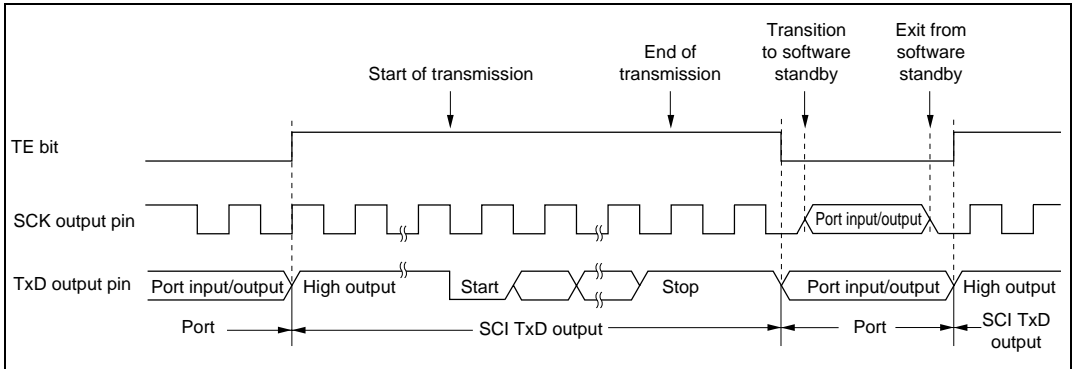 Transition
to software
standby
Exit from
software
standby
End of
transmission
Start of transmission
TE bit
SCK output pin
Port input/output
TxD output pin
Port input/output
High output
Start
Stop
Port input/output
High output
Port
SCI TxD output
Port
SCI TxD
output